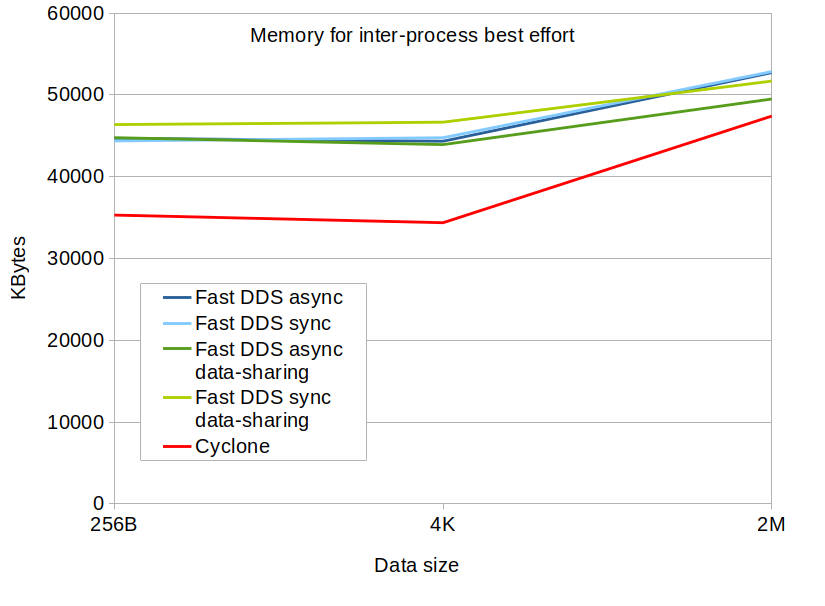 Memory for inter-process best effort
60000
50000
40000
30000
20000
10000
0
KBytes
Fast DDS async
Fast DDS sync
Fast DDS async
data-sharing
Fast DDS sync
data-sharing
Cyclone
256B
4K
2M
Data size